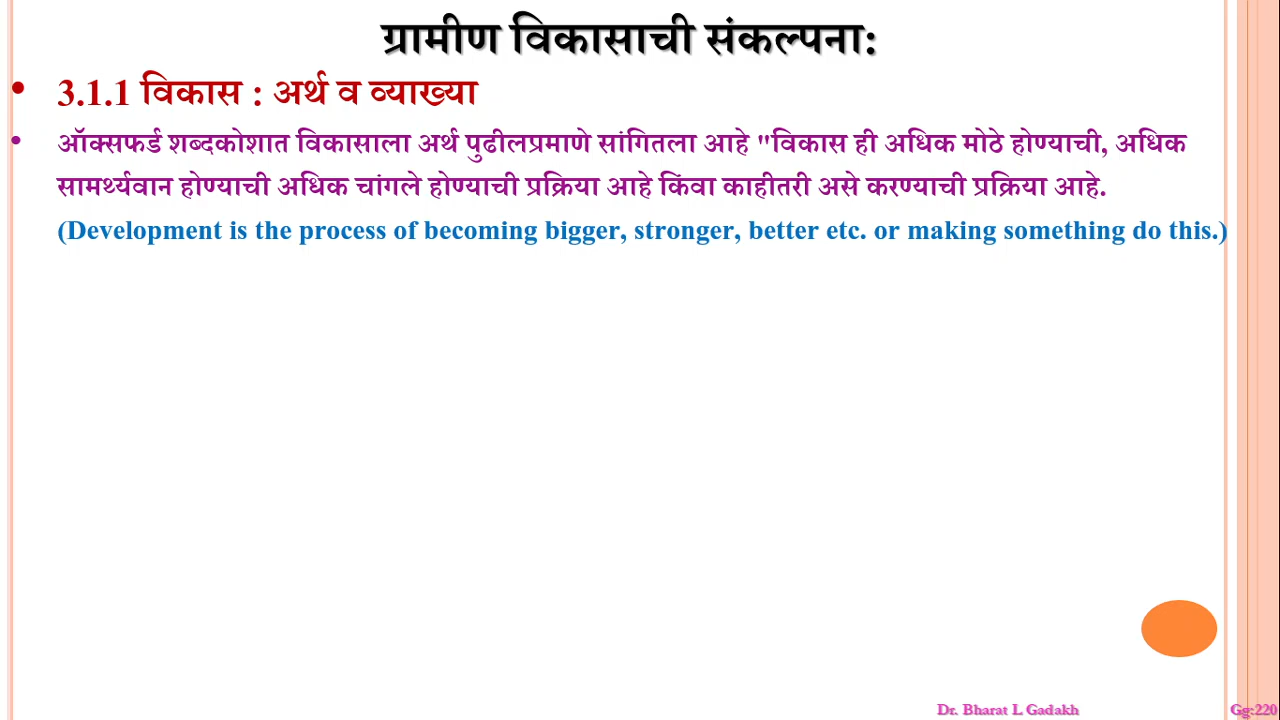 ग्रामीण विकासाची संकल्पना:
• 3.1.1 विकास : अर्थ व व्याख्या
• ऑक्सफर्ड शब्दकोशात विकासाला अर्थ पुढीलप्रमाणे सांगितला आहे "विकास ही अधिक मोठे होण्याची, अधिक
सामर्थ्यवान होण्याची अधिक चांगले होण्याची प्रक्रिया आहे किंवा काहीतरी असे करण्याची प्रक्रिया आहे.
(Development is the process of becoming bigger, stronger, better etc. or making something do this.)
Dr. Bharat L Gadakh
Gg:220